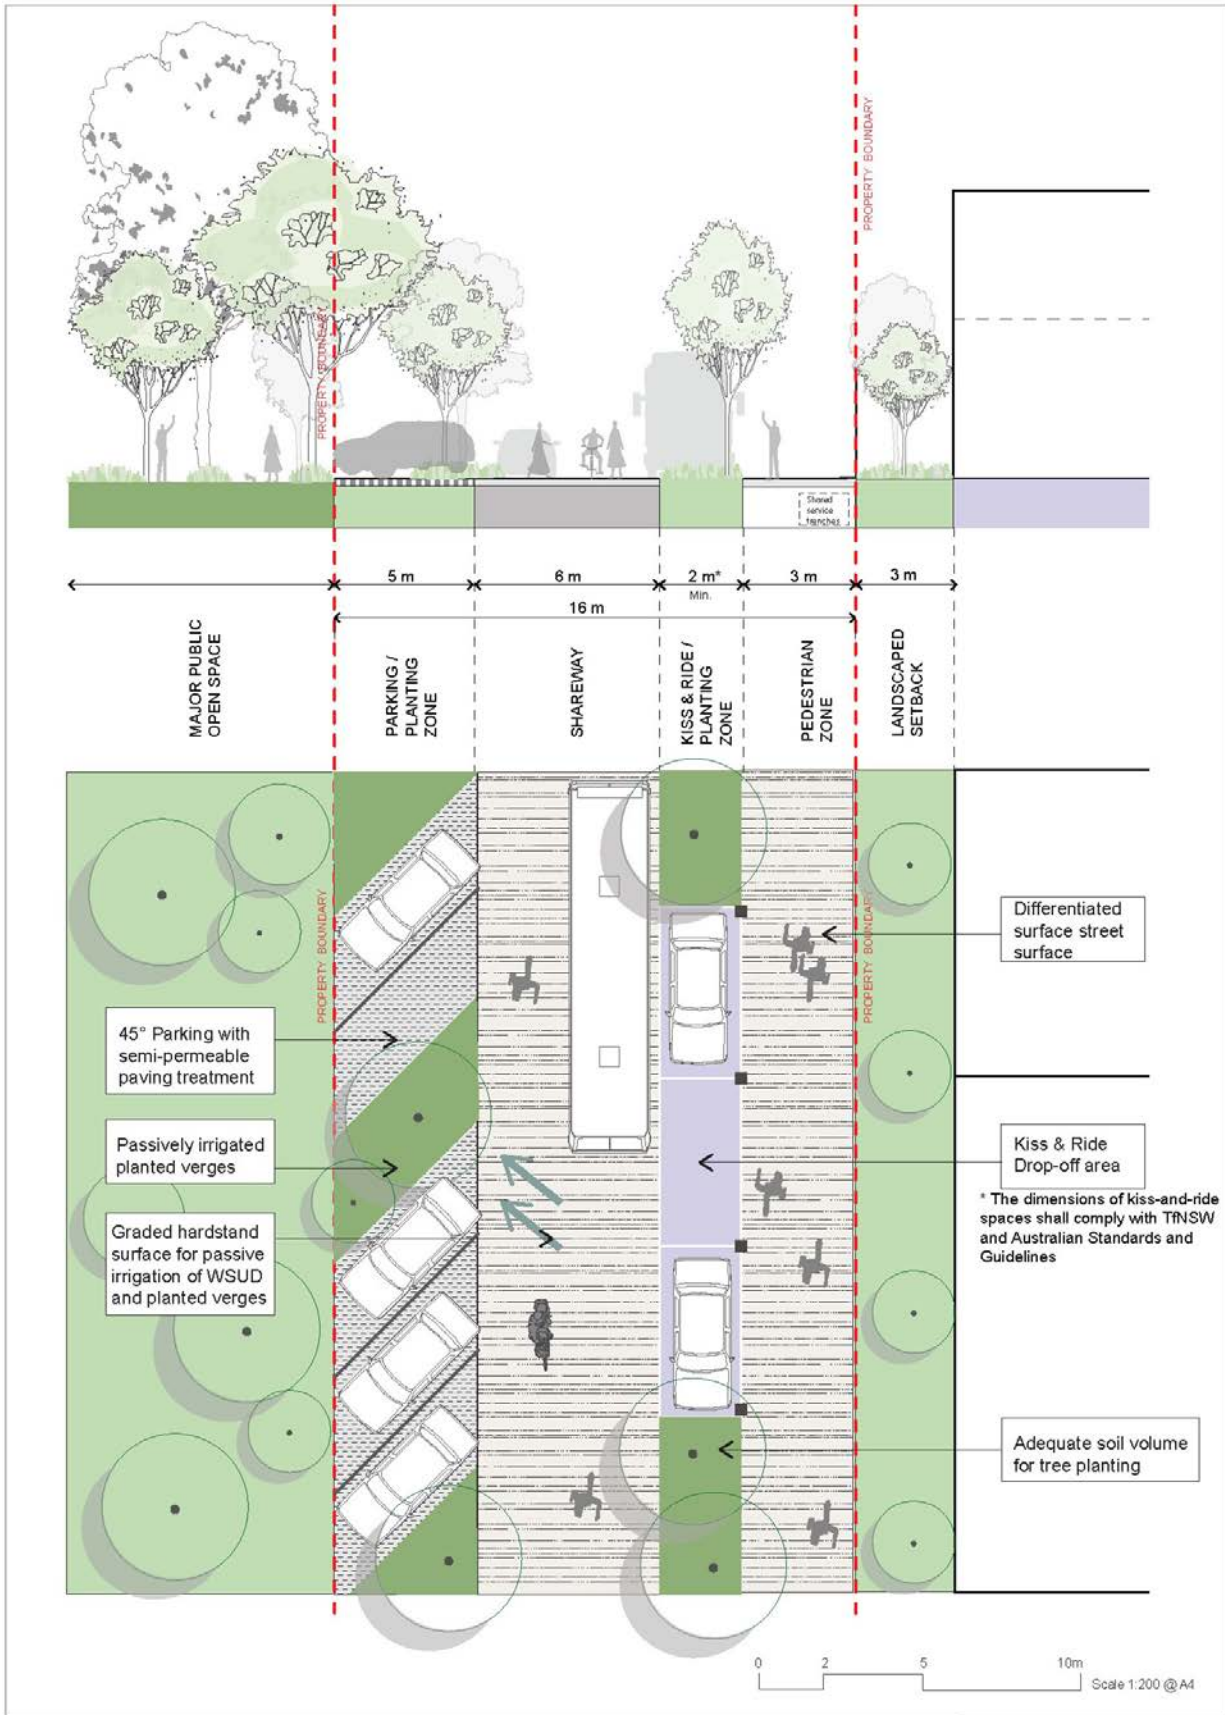 PROPERTY BOUNDARY
PROPERTY BOUNDARY
Shared
service
trenches
5 m
6 m
2 m*
Min.
3 m
3 m
16 m
MAJOR PUBLIC
OPEN SPACE
PARKING /
PLANTING
ZONE
SHAREWAY
KISS & RIDE /
PLANTING
ZONE
PEDESTRIAN
ZONE
LANDSCAPED
SETBACK
PROPERTY BOUNDARY
PROPERTY BOUNDARY
Differentiated
surface street
surface
45° Parking with
semi-permeable
paving treatment
Passively irrigated
planted verges
Graded hardstand
surface for passive
irrigation of WSUD
and planted verges
Kiss & Ride
Drop-off area
* The dimensions of kiss-and-ride
spaces shall comply with TfNSW
and Australian Standards and
Guidelines
Adequate soil volume
for tree planting
0
2
5
10m
Scale 1:200 @ A4